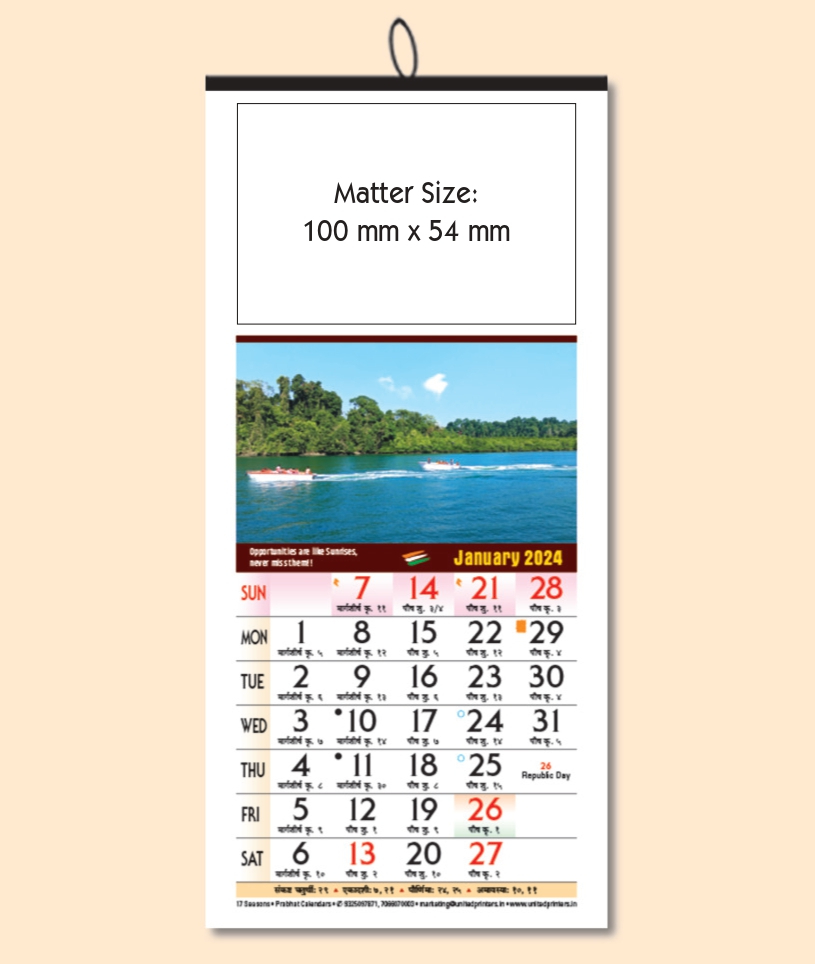 Matter Size:
100 mm x 54 mm
Opportunities are like Sunrises,
never miss them!!
January 2024
SUN 7 14 21 28
मार्गशीर्ष कृ. ११ पौष शु. ३/४ पौष शु. ११ पौष कृ. ३
MON 1 8 15 22 29
मार्गशीर्ष कृ. ५ मार्गशीर्ष कृ. १२ पौष शु. ५ पौष शु. १२ पौष कृ. ४
TUE 2 9 16 23 30
मार्गशीर्ष कृ. ६ मार्गशीर्ष कृ. १३ पौष शु. ६ पौष शु. १३ पौष कृ. ४
WED 3 10 17 24 31
मार्गशीर्ष कृ. ७ मार्गशीर्ष कृ. १४ पौष शु. ७ पौष शु. १४ पौष कृ. ५
THU 4 11 18 25 26
Republic Day
मार्गशीर्ष कृ. ८ मार्गशीर्ष कृ. ३० पौष शु. ८ पौष शु. १५
FRI 5 12 19 26
मार्गशीर्ष कृ. ९ पौष शु. १ पौष शु. ९ पौष कृ. १
SAT 6 13 20 27
मार्गशीर्ष कृ. १० पौष शु. २ पौष शु. १० पौष कृ. २
संकष्ट चतुर्थी: २९ • एकादशी: ७, २१ • पौर्णिमा: २४, २५ • अमावस्या: १०, ११
17 Seasons • Prabhat Calendars • marketing@unitedprinters.in • www.unitedprinters.in